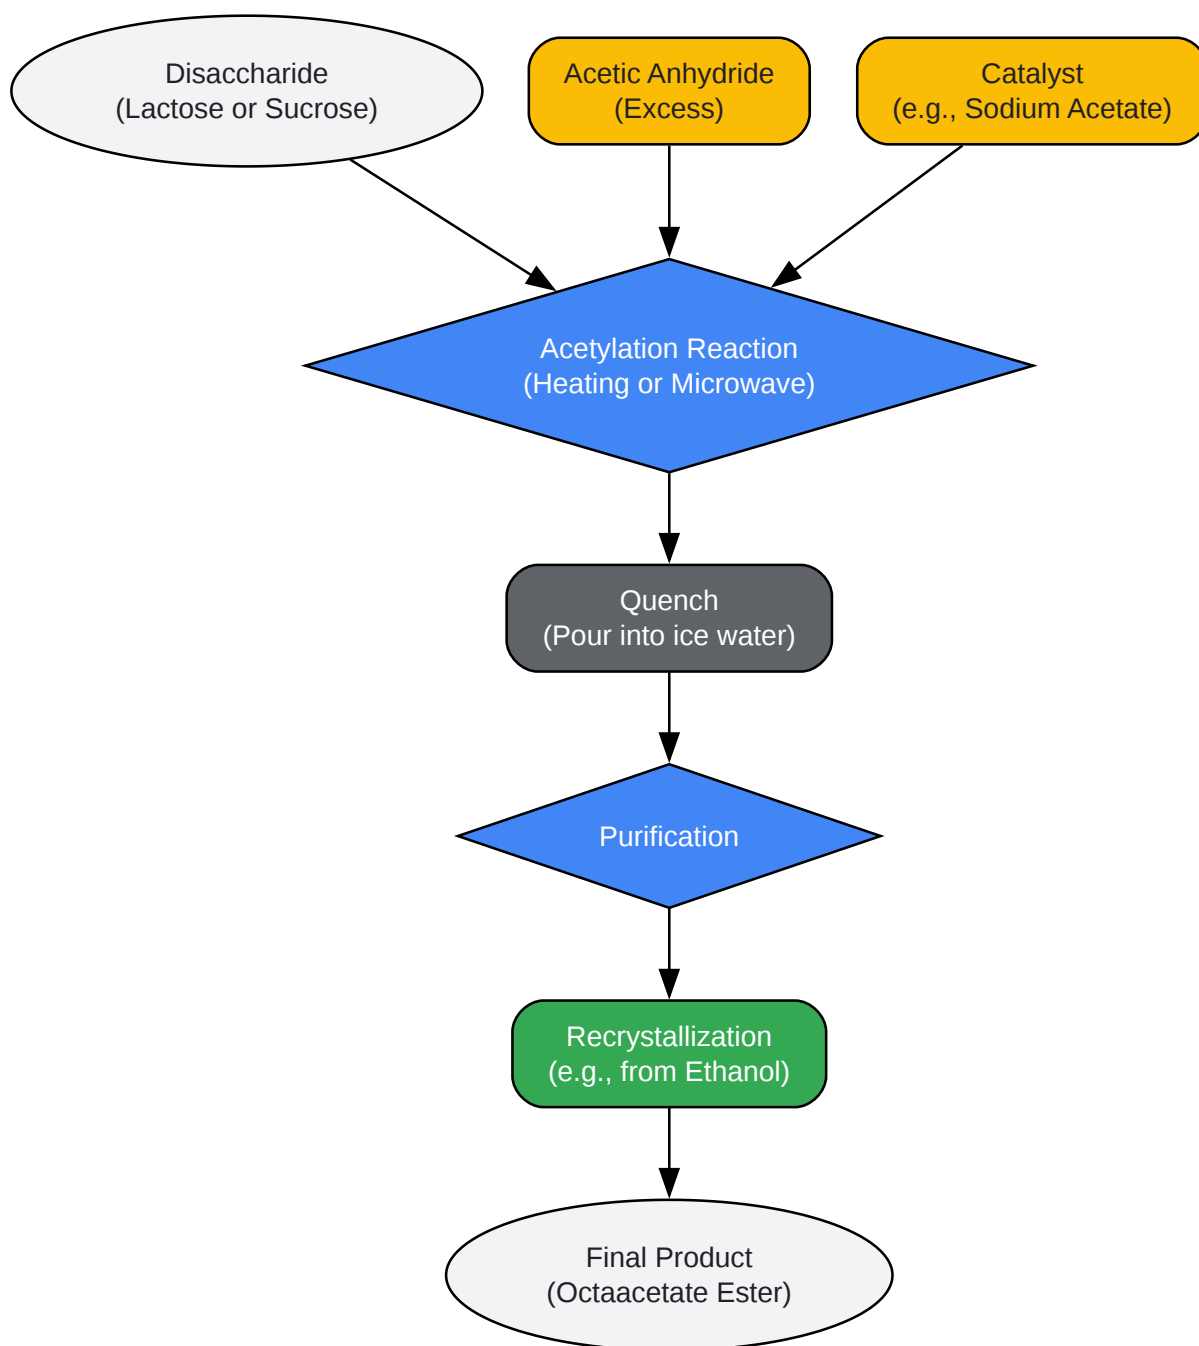 Disaccharide
(Lactose or Sucrose)
Acetic Anhydride
(Excess)
Catalyst
(e.g., Sodium Acetate)
Acetylation Reaction
(Heating or Microwave)
Quench
(Pour into ice water)
Purification
Recrystallization
(e.g., from Ethanol)
Final Product
(Octaacetate Ester)